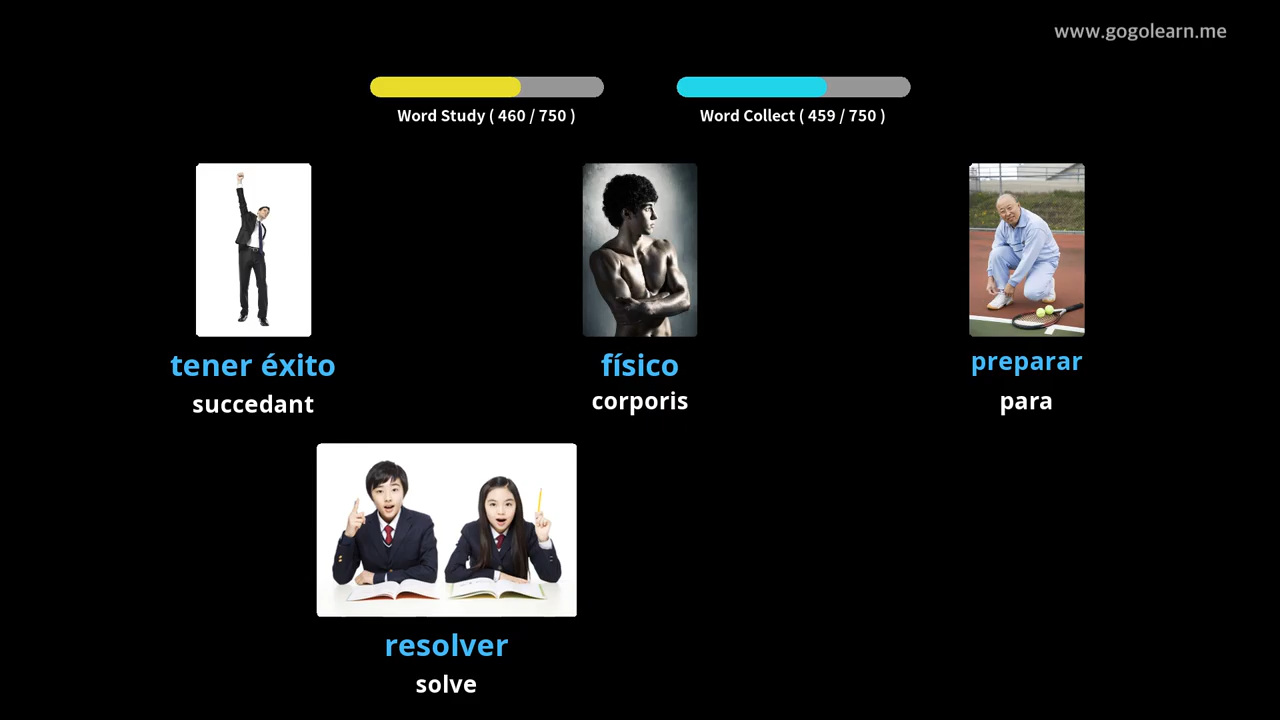 www.gogolearn.me
Word Study ( 460 / 750 )
Word Collect ( 459 / 750 )
tener éxito
succedant
físico
corporis
preparar
para
resolver
solve